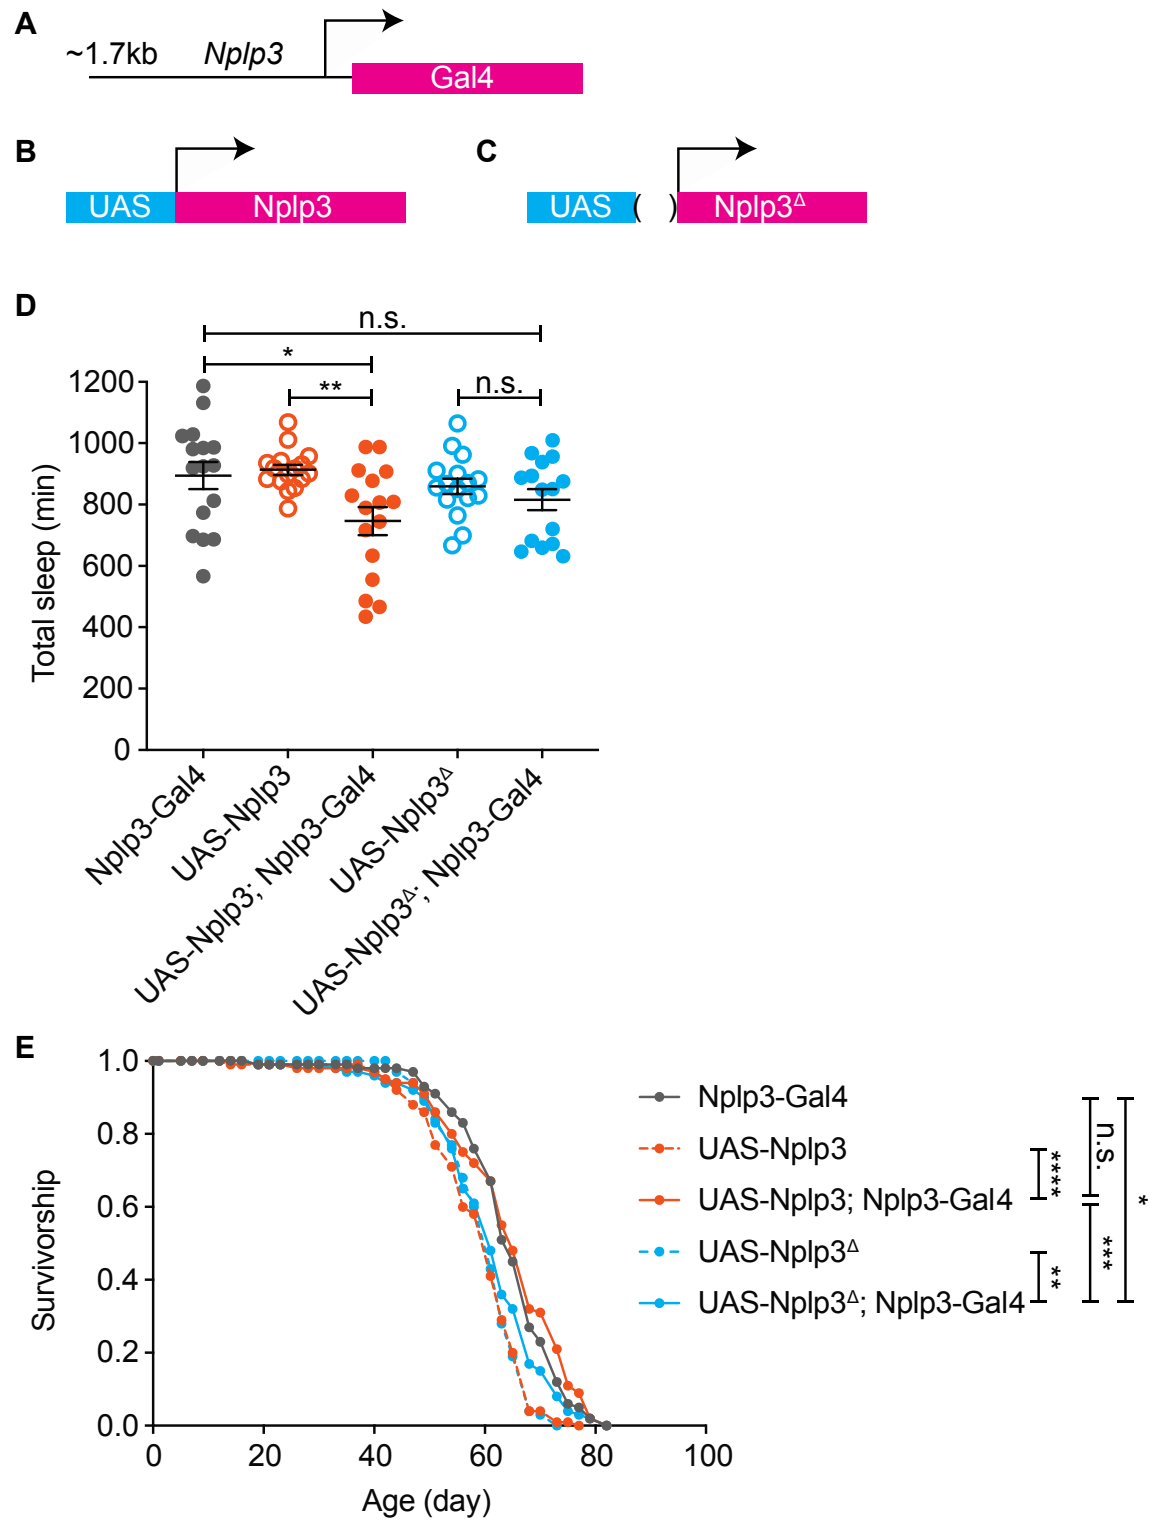 A
~1.7kb Nplp3
Gal4
B
UAS Nplp3
C
UAS ( ) Nplp3Δ
D
n.s.
*
**
n.s.
Total sleep (min)
1200
1000
800
600
400
200
0
Nplp3-Gal4
UAS-Nplp3
UAS-Nplp3; Nplp3-Gal4
UAS-Nplp3Δ
UAS-Nplp3Δ; Nplp3-Gal4
E
Survivorship
1.0
0.8
0.6
0.4
0.2
0.0
0 20 40 60 80 100
Age (day)
Nplp3-Gal4
UAS-Nplp3
UAS-Nplp3; Nplp3-Gal4
UAS-Nplp3Δ
UAS-Nplp3Δ; Nplp3-Gal4
****
**
n.s.
***
*